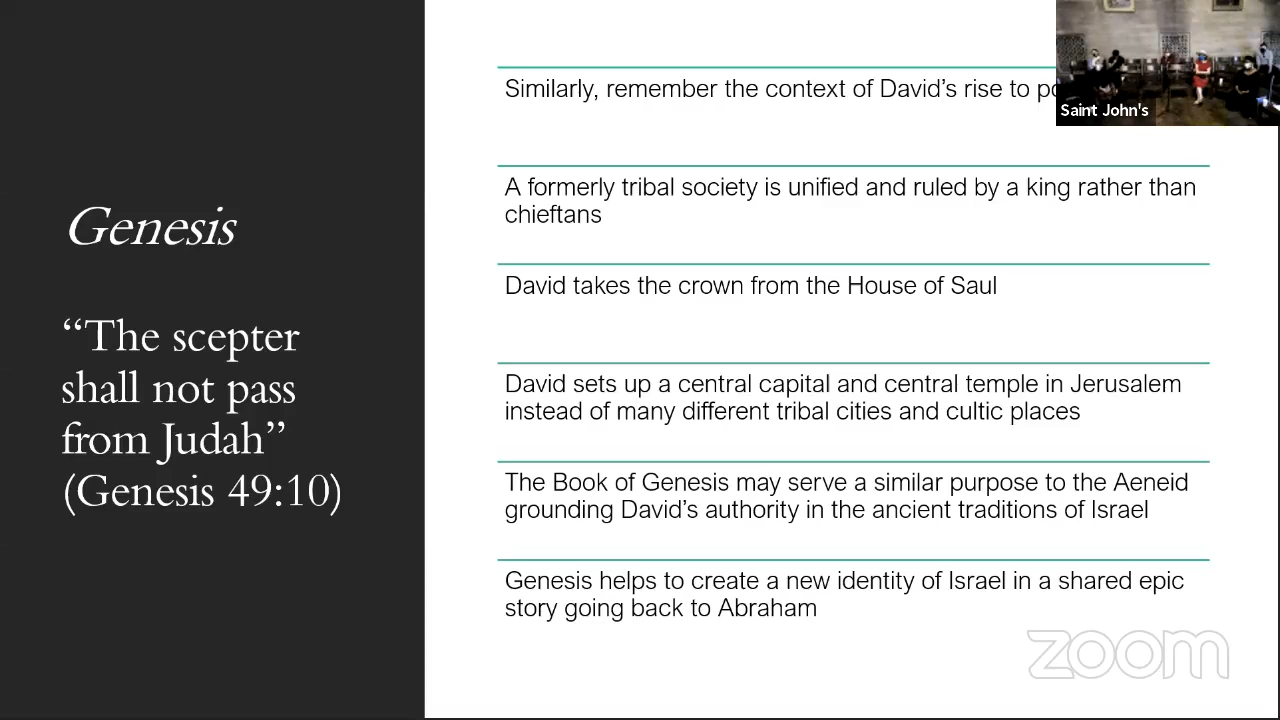 Genesis
“The scepter
shall not pass
from Judah”
(Genesis 49:10)
Similarly, remember the context of David’s rise to
A formerly tribal society is unified and ruled by a king rather than
chieftans
David takes the crown from the House of Saul
David sets up a central capital and central temple in Jerusalem
instead of many different tribal cities and cultic places
The Book of Genesis may serve a similar purpose to the Aeneid
grounding David’s authority in the ancient traditions of Israel
Genesis helps to create a new identity of Israel in a shared epic
story going back to Abraham
Saint John's
zoom